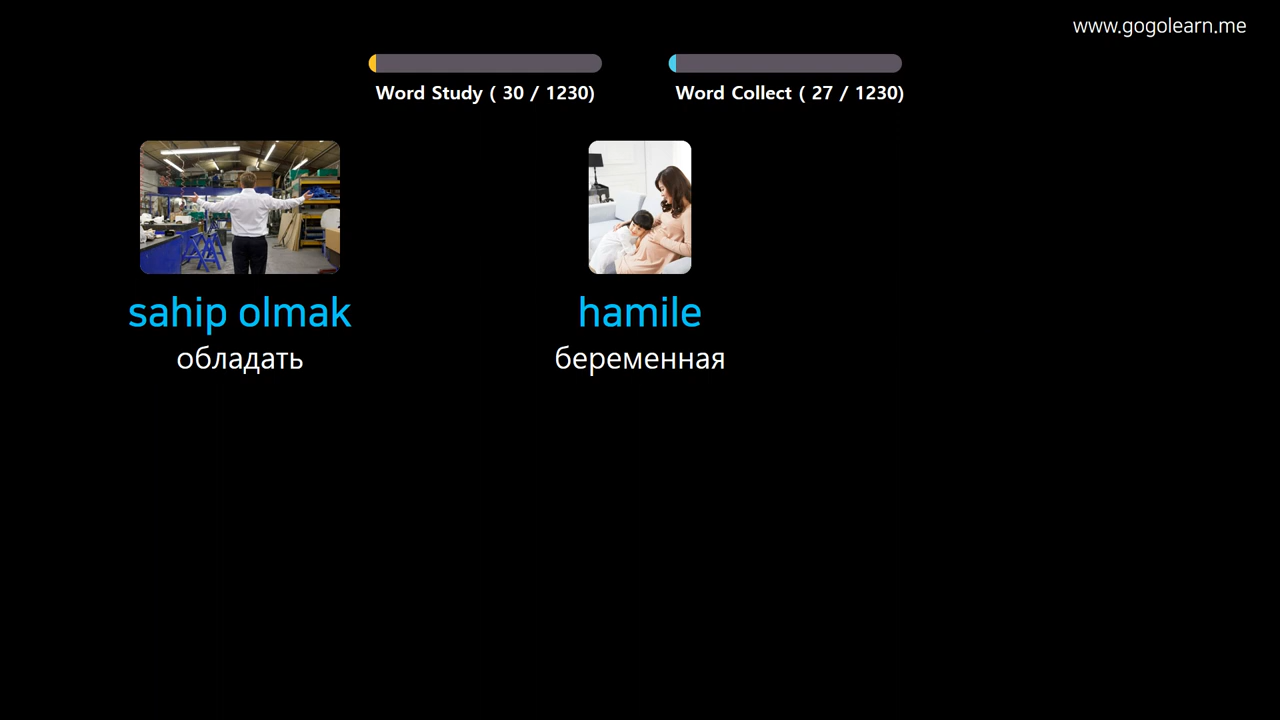 www.gogolearn.me
Word Study ( 30 / 1230)
Word Collect ( 27 / 1230)
sahip olmak
hamile
обладать
беременная